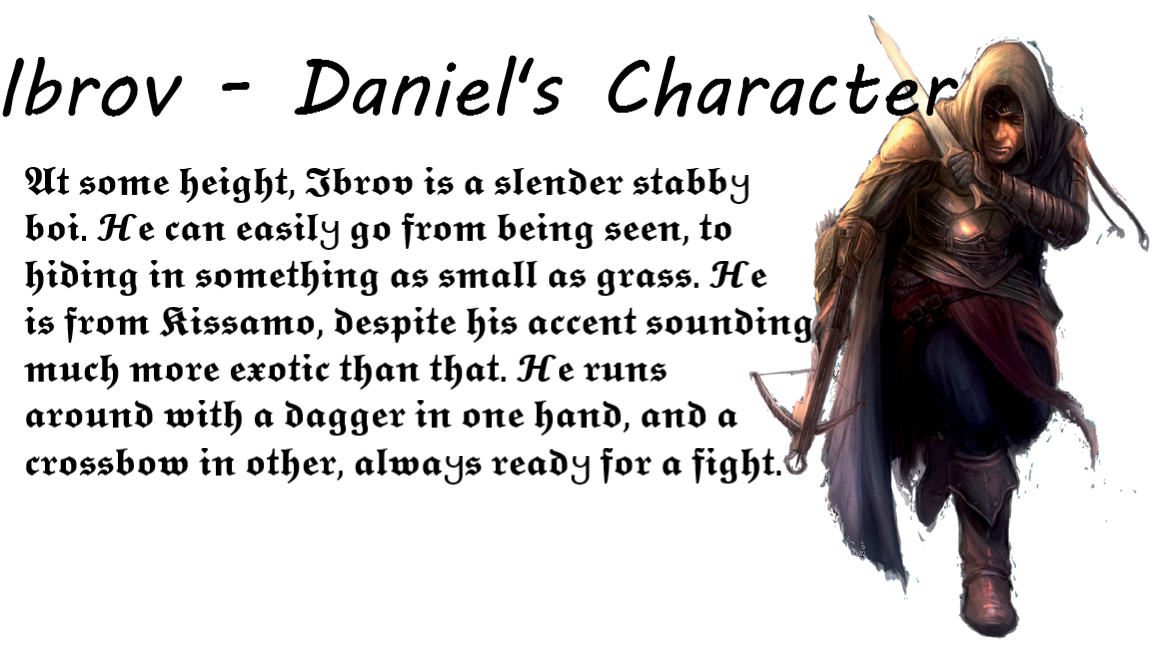 Ibrov - Daniel's Character
At some height, Ibrov is a slender stabby
boi. He can easily go from being seen, to
hiding in something as small as grass. He
is from Kissamo, despite his accent sounding
much more exotic than that. He runs
around with a dagger in one hand, and a
crossbow in other, always ready for a fight.